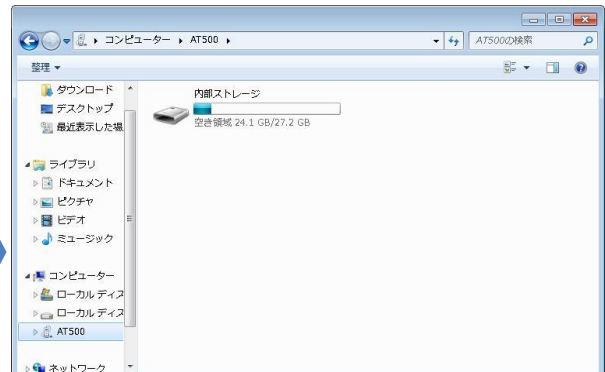 コンピューター ▸ AT500 ▸
AT500の検索
整理
ダウンロード
デスクトップ
最近表示した場
ライブラリ
ドキュメント
ピクチャ
ビデオ
ミュージック
コンピューター
ローカル ディス
ローカル ディス
AT500
ネットワーク
内部ストレージ
空き領域 24.1 GB/27.2 GB